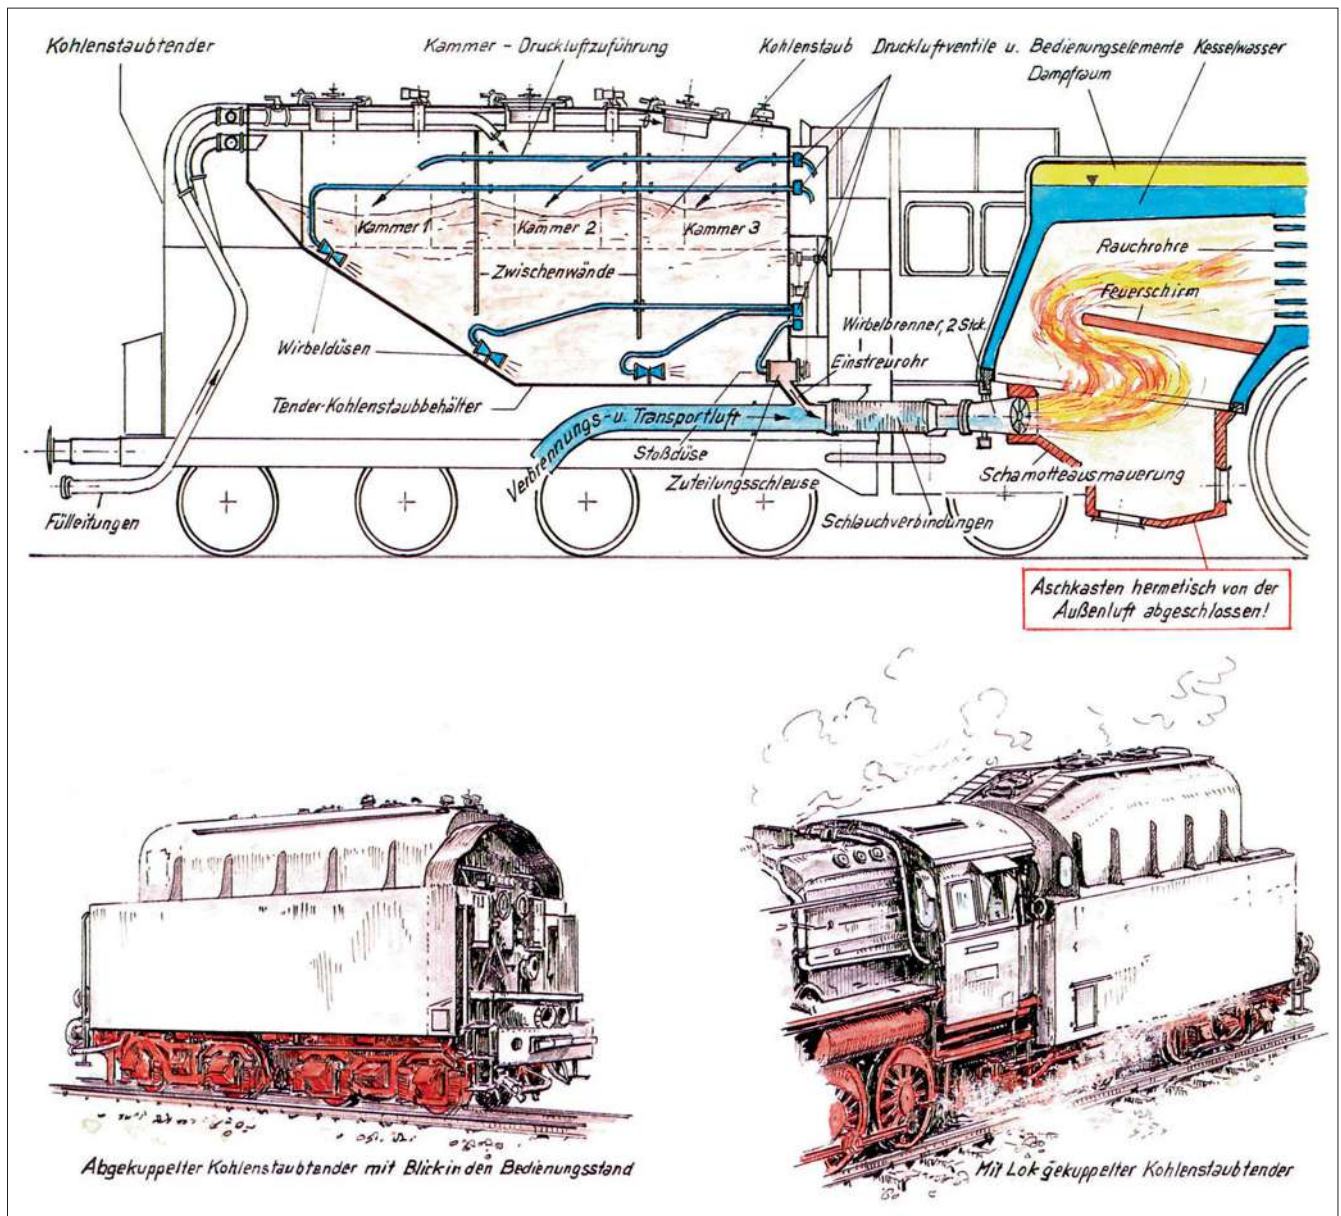 Kohlenstaubtender
Kammer - Druckluftzuführung
Kohlenstaub
Druckluftventile u. Bedienungselemente
Kesselwasser
Dampfraum
Kammer 1
Kammer 2
Kammer 3
Zwischenwände
Rauchrohre
Feuerschirm
Wirbelbrenner, 2 Stck.
Einstreurohr
Wirbeldüsen
Tender-Kohlenstaubbehälter
Verbrennungs- u. Transportluft
Stoßdüse
Zuteilungsschleuse
Schamotteausmauerung
Schlauchverbindungen
Fülleitungen
Aschkasten hermetisch von der
Außenluft abgeschlossen!
Abgekuppelter Kohlenstaubtender mit Blick in den Bedienungsstand
Mit Lok gekuppelter Kohlenstaubtender